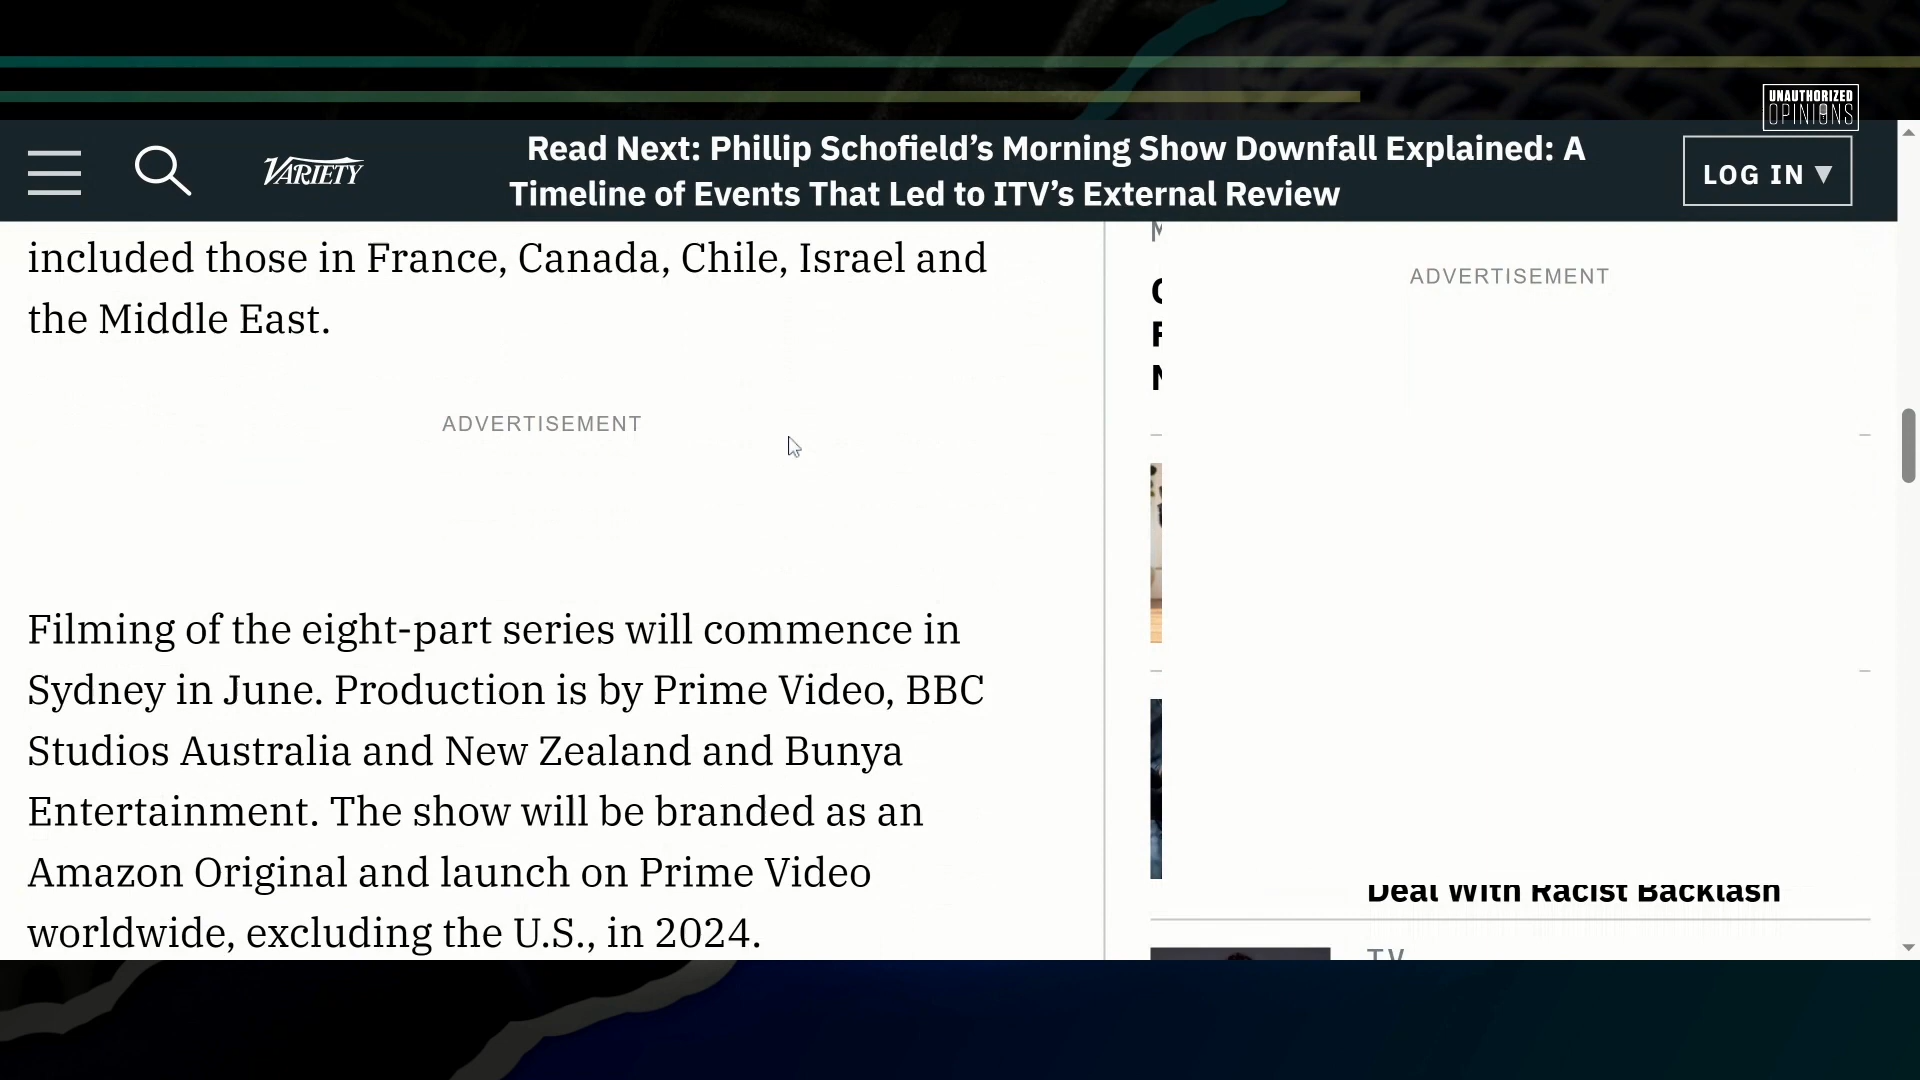 UNAUTHORIZED
OPINIONS
VARIETY
Read Next: Phillip Schofield’s Morning Show Downfall Explained: A
Timeline of Events That Led to ITV’s External Review
LOG IN
included those in France, Canada, Chile, Israel and
the Middle East.
ADVERTISEMENT
Filming of the eight-part series will commence in
Sydney in June. Production is by Prime Video, BBC
Studios Australia and New Zealand and Bunya
Entertainment. The show will be branded as an
Amazon Original and launch on Prime Video
worldwide, excluding the U.S., in 2024.
ADVERTISEMENT
Deal With Racist Backlash
TV